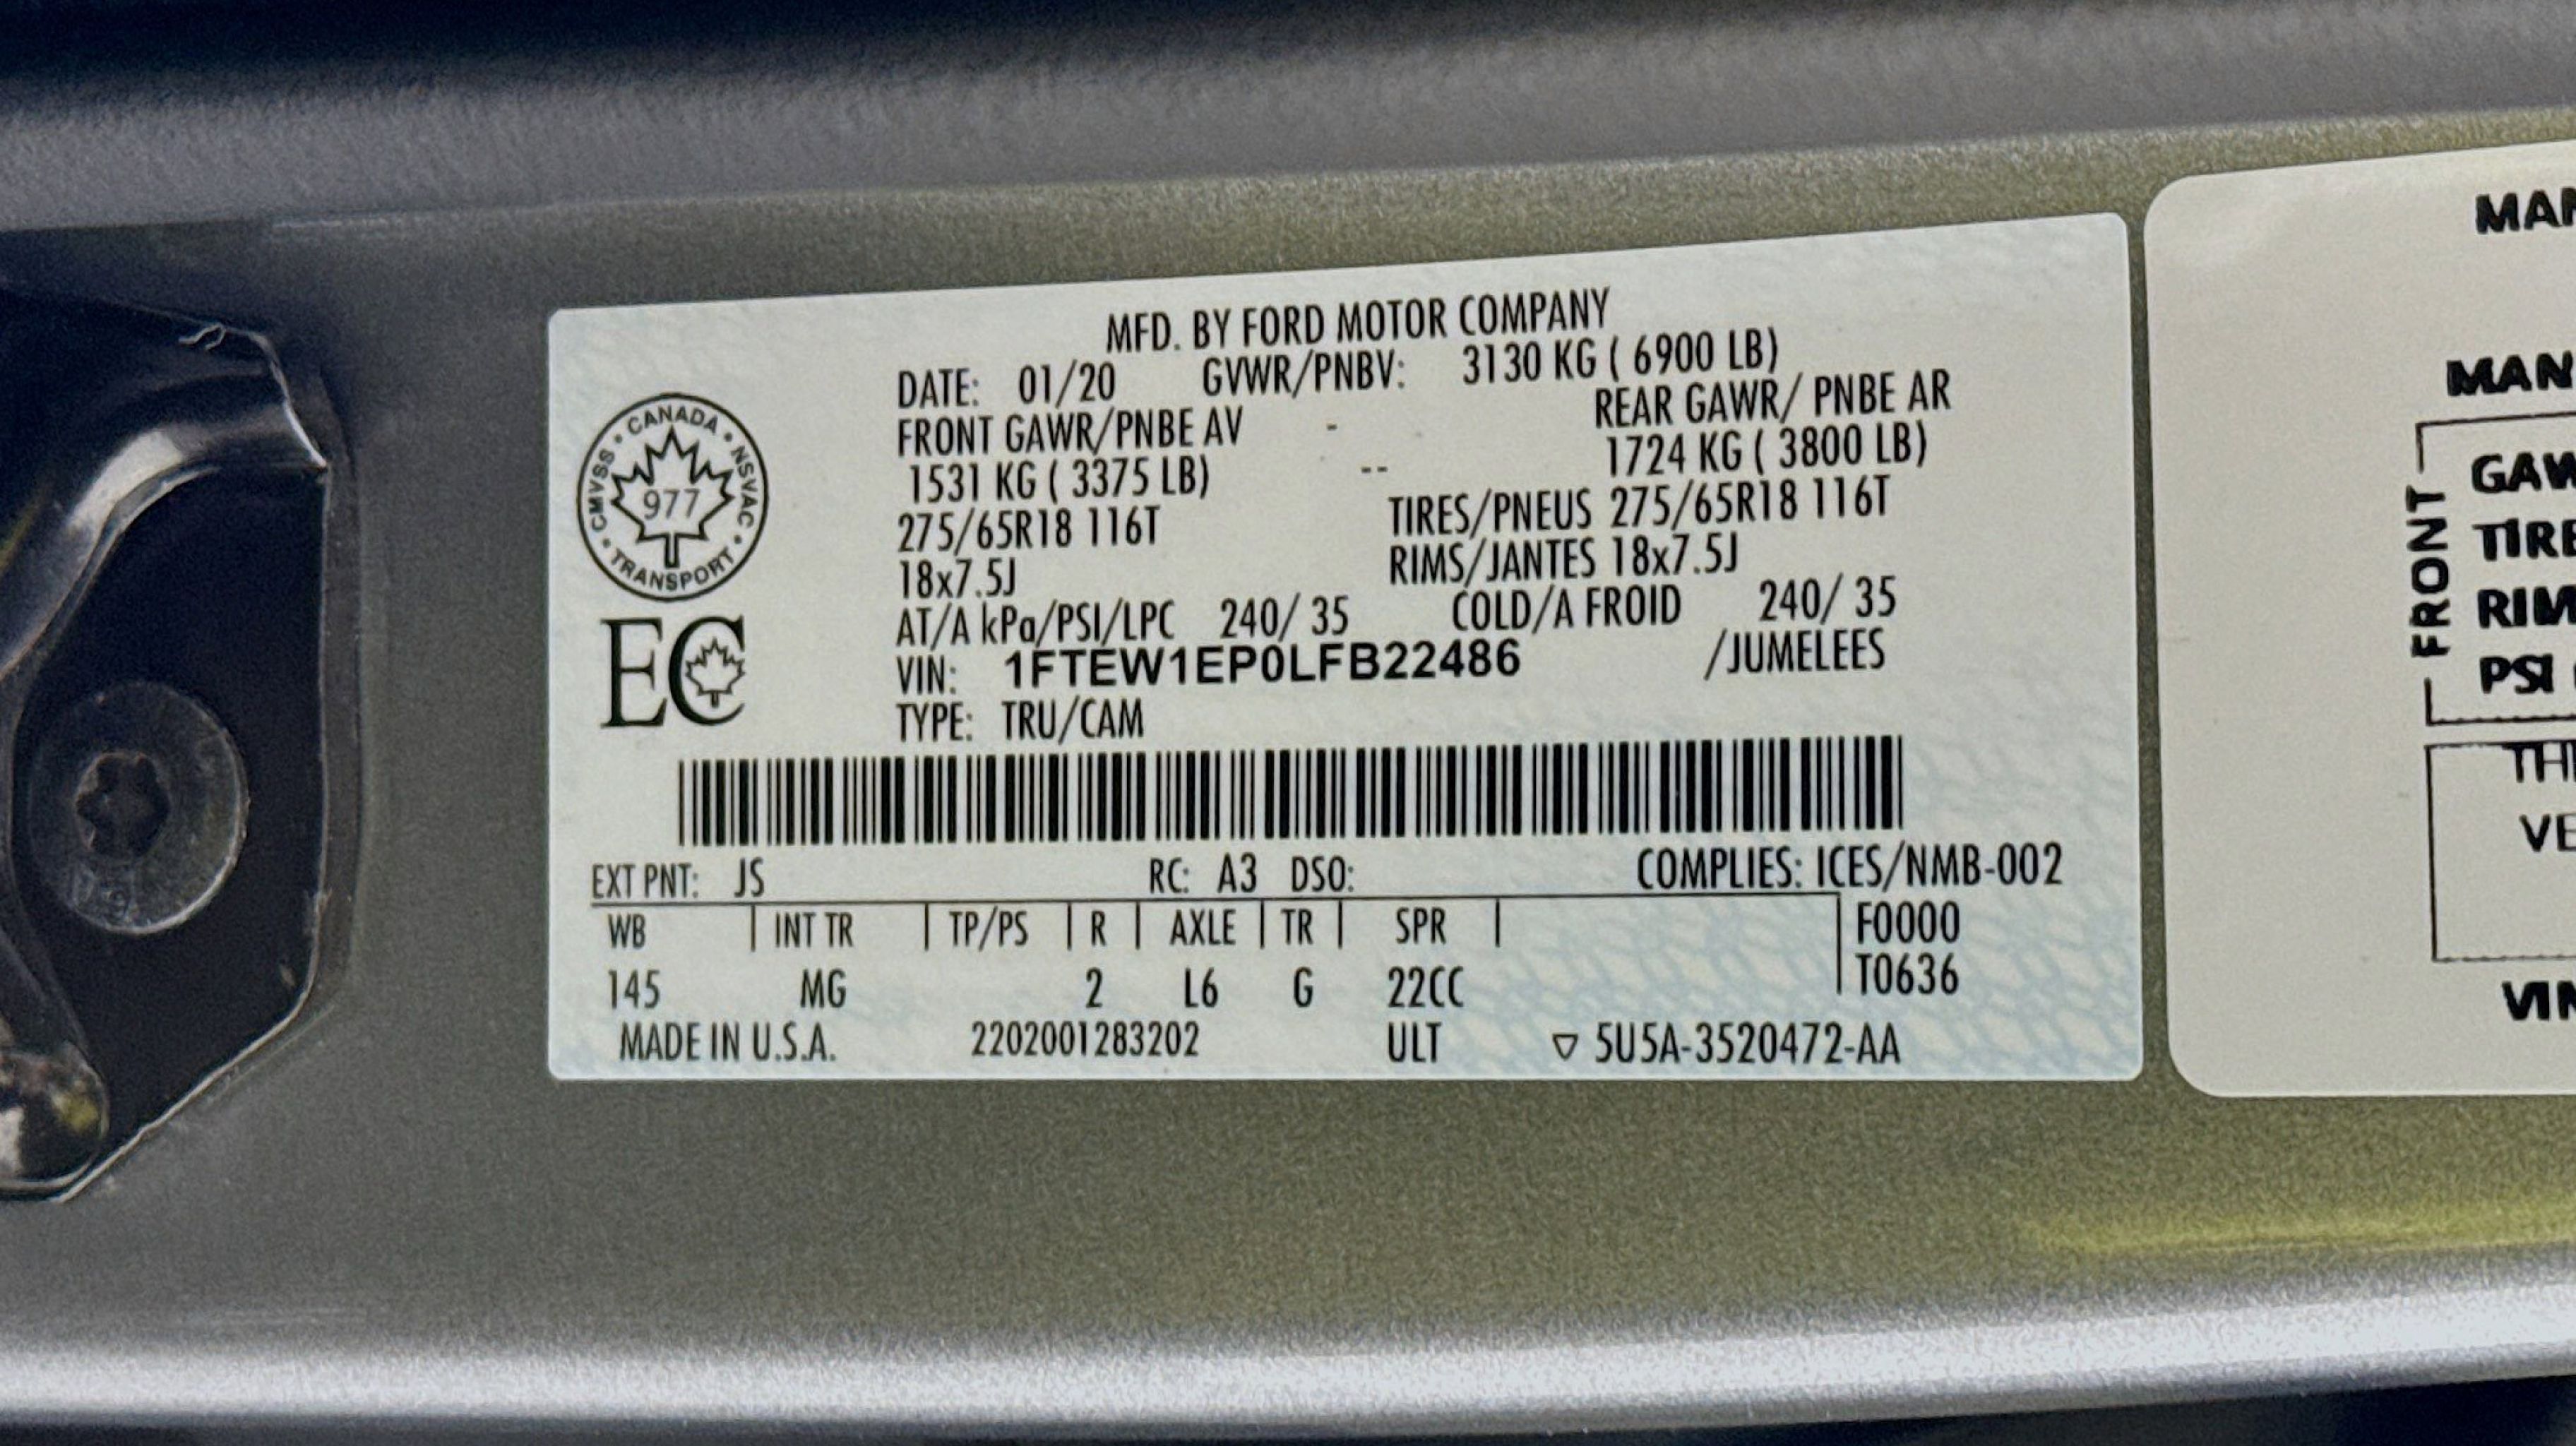 MFD. BY FORD MOTOR COMPANY
DATE: 01/20 GVWR/PNBV: 3130 KG ( 6900 LB)
FRONT GAWR/PNBE AV - REAR GAWR/ PNBE AR
1531 KG ( 3375 LB) -- 1724 KG ( 3800 LB)
275/65R18 116T TIRES/PNEUS 275/65R18 116T
18x7.5J RIMS/JANTES 18x7.5J
AT/A kPa/PSI/LPC 240/ 35 COLD/A FROID 240/ 35
VIN: 1FTEW1EP0LFB22486 /JUMELEES
TYPE: TRU/CAM
CANADA • NSVAC • TRANSPORT • CMVSS •
977
EC
EXT PNT: JS RC: A3 DSO: COMPLIES: ICES/NMB-002
WB | INT TR | TP/PS | R | AXLE | TR | SPR | F0000
145 MG 2 L6 G 22CC T0636
MADE IN U.S.A. 2202001283202 ULT ▽ 5U5A-3520472-AA
FRONT
PSI